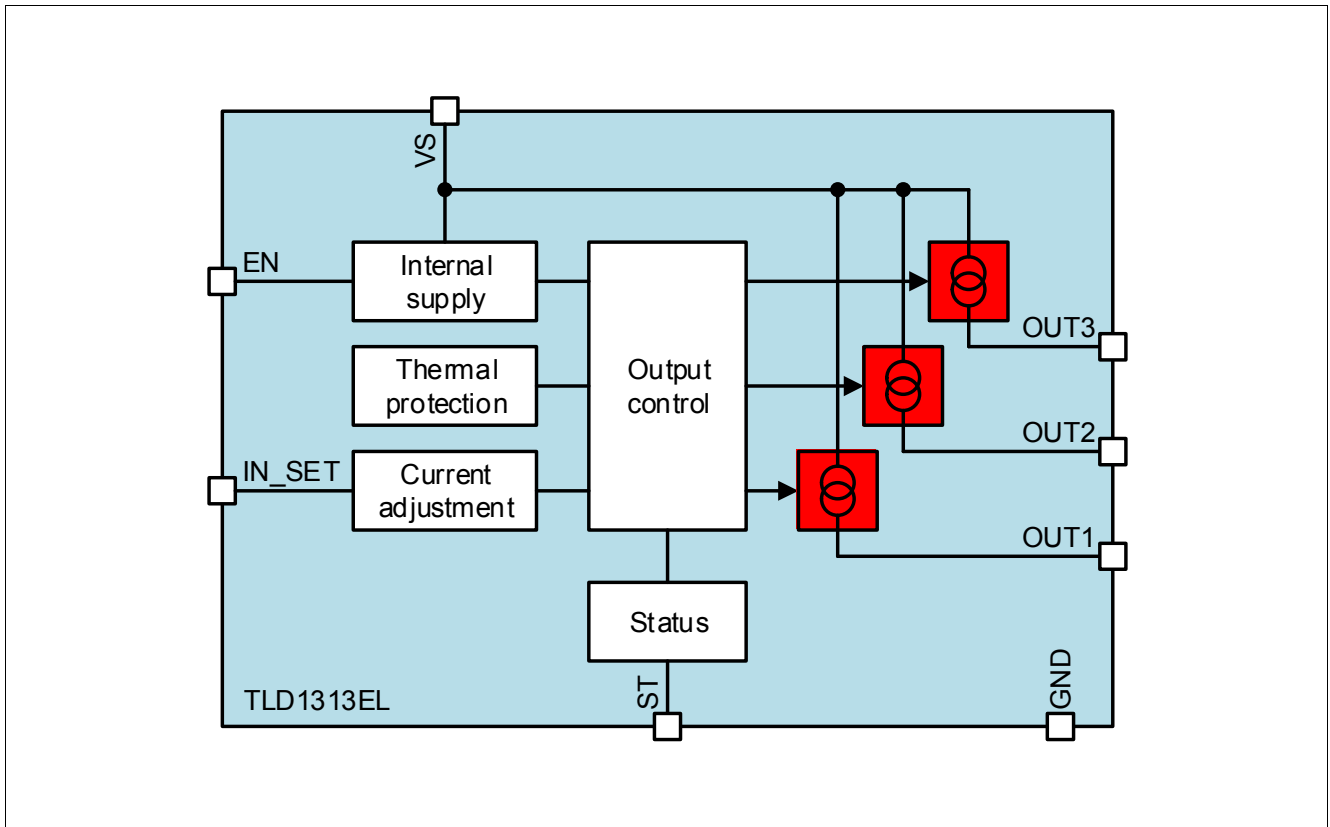 VS
EN
Internal
supply
Thermal
protection
Output
control
OUT3
OUT2
IN_SET
Current
adjustment
OUT1
Status
ST
GND
TLD1313EL